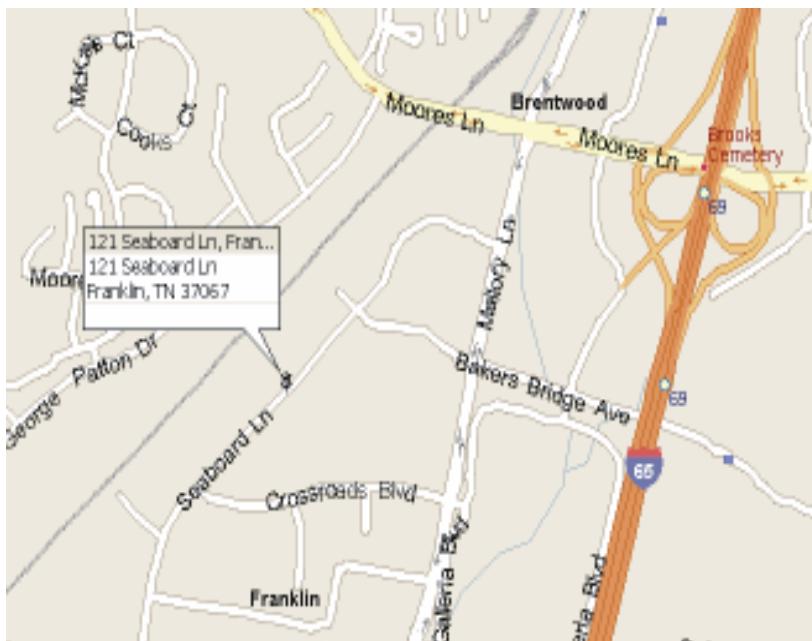 McKays Ct
Cooks Ct
Moores Ln
Brentwood
Moores Ln
Brooks
Cemetery
69
121 Seaboard Ln, Fran...
121 Seaboard Ln
Franklin, TN 37067
Moore
Mallory Ln
George Patton Dr
Bakers Bridge Ave
69
Seaboard Ln
65
Crossroads Blvd
Galleria Blvd
eria Blvd
Franklin